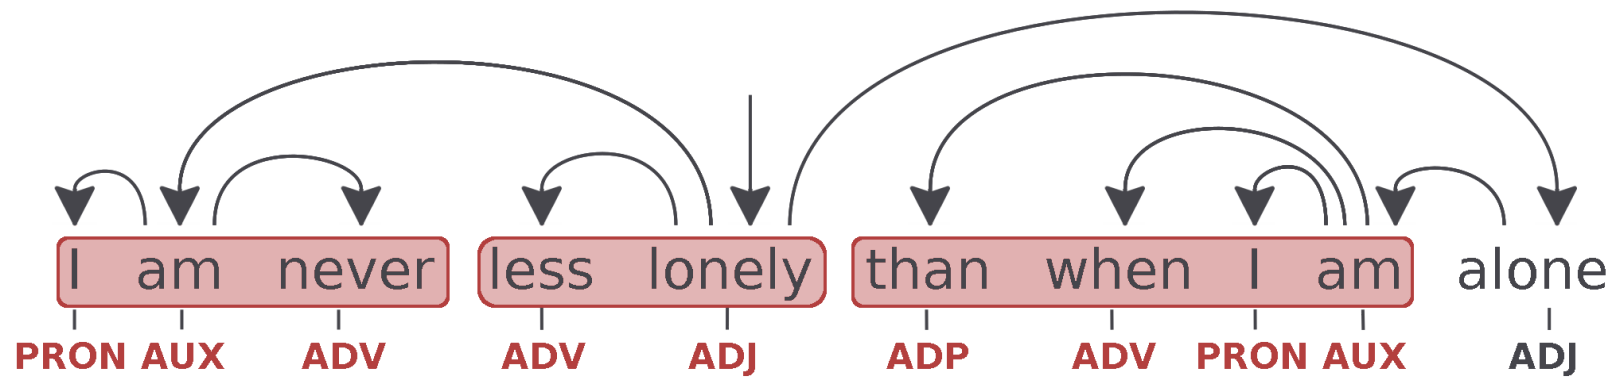 I am never less lonely than when I am alone
PRON AUX ADV ADV ADJ ADP ADV PRON AUX ADJ